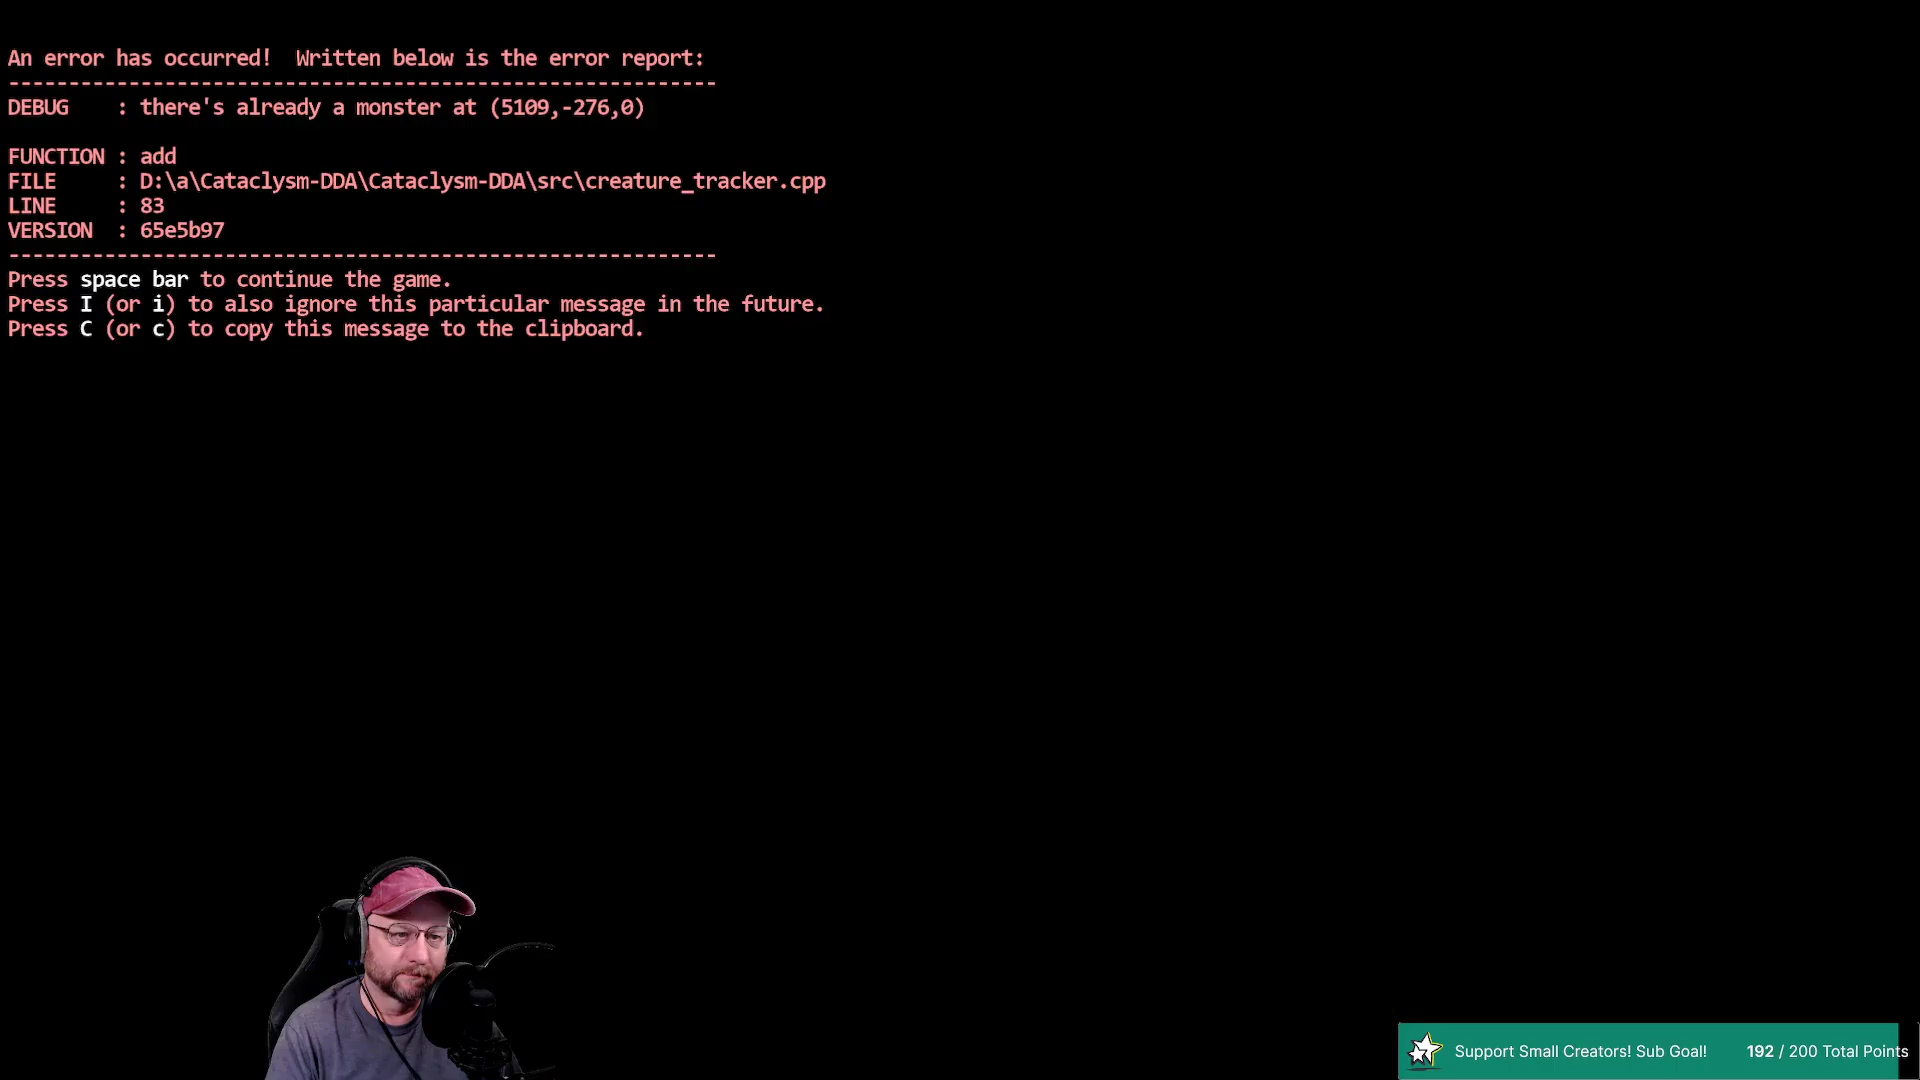 An error has occurred!  Written below is the error report:
-----------------------------------------------------------
DEBUG    : there's already a monster at (5109,-276,0)
FUNCTION : add
FILE     : D:\a\Cataclysm-DDA\Cataclysm-DDA\src\creature_tracker.cpp
LINE     : 83
VERSION  : 65e5b97
-----------------------------------------------------------
Press space bar to continue the game.
Press I (or i) to also ignore this particular message in the future.
Press C (or c) to copy this message to the clipboard.
Support Small Creators! Sub Goal! 192 / 200 Total Points